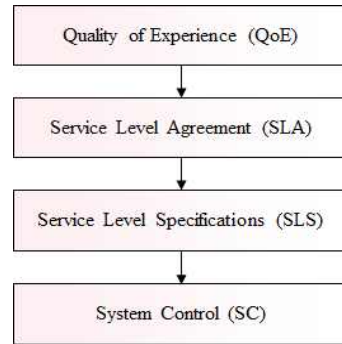 Quality of Experience (QoE)
Service Level Agreement (SLA)
Service Level Specifications (SLS)
System Control (SC)